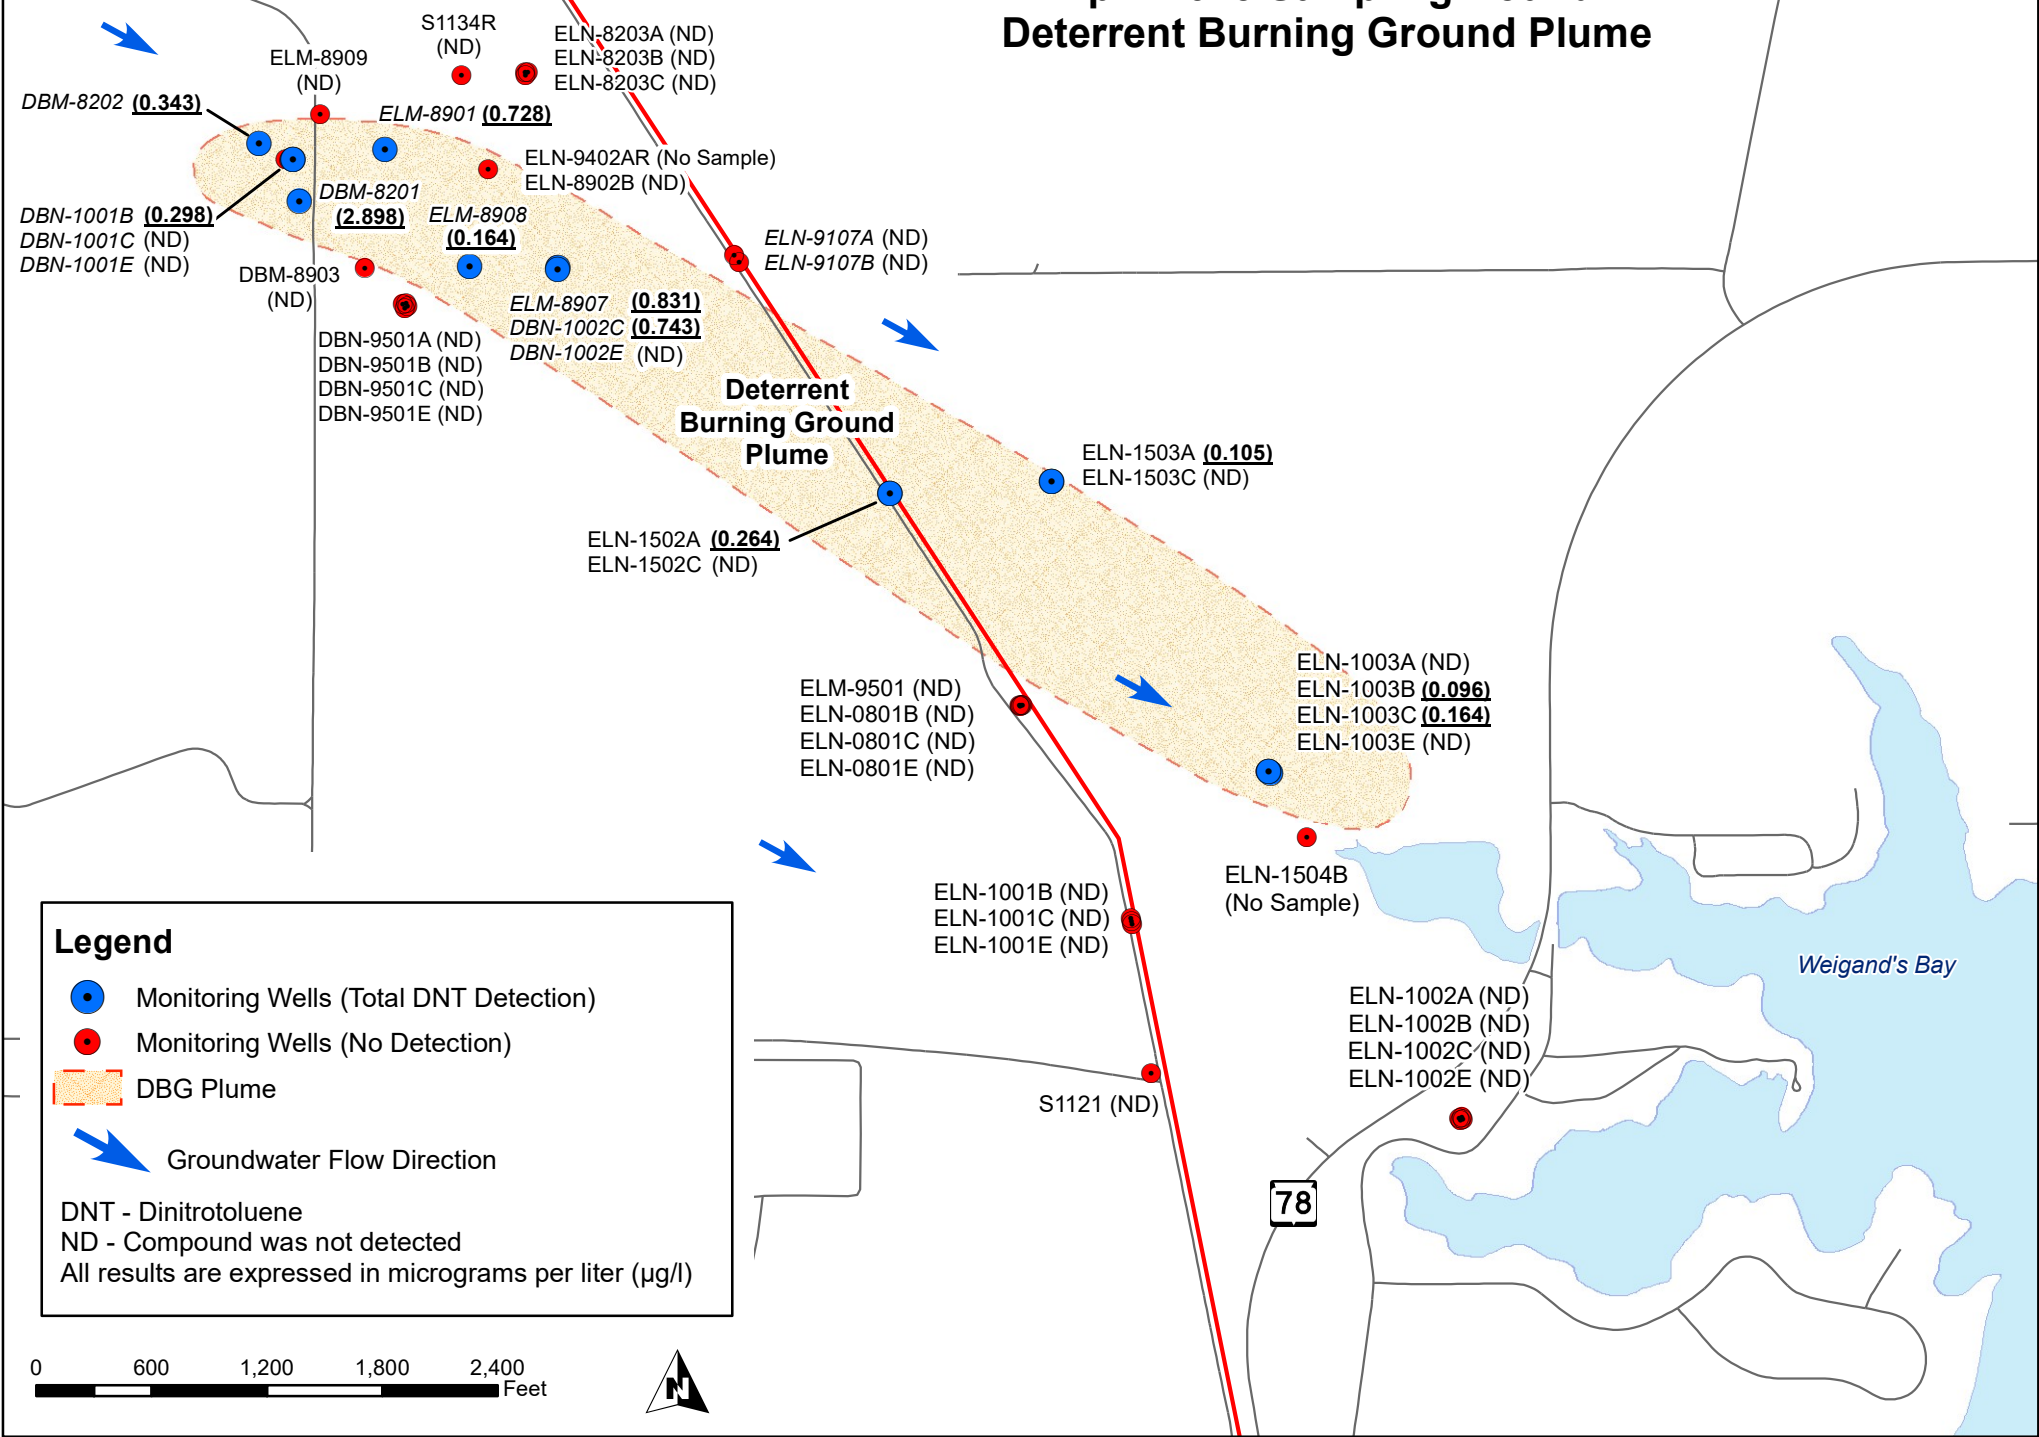 Deterrent Burning Ground Plume
S1134R
(ND)
ELN-8203A (ND)
ELN-8203B (ND)
ELN-8203C (ND)
ELM-8909
(ND)
DBM-8202 (0.343)
ELM-8901 (0.728)
ELN-9402AR (No Sample)
ELN-8902B (ND)
DBM-8201
(2.898)
ELM-8908
(0.164)
DBN-1001B (0.298)
DBN-1001C (ND)
DBN-1001E (ND)
ELN-9107A (ND)
ELN-9107B (ND)
DBM-8903
(ND)
ELM-8907 (0.831)
DBN-1002C (0.743)
DBN-1002E (ND)
DBN-9501A (ND)
DBN-9501B (ND)
DBN-9501C (ND)
DBN-9501E (ND)
Deterrent
Burning Ground
Plume
ELN-1503A (0.105)
ELN-1503C (ND)
ELN-1502A (0.264)
ELN-1502C (ND)
ELN-1003A (ND)
ELN-1003B (0.096)
ELN-1003C (0.164)
ELN-1003E (ND)
ELM-9501 (ND)
ELN-0801B (ND)
ELN-0801C (ND)
ELN-0801E (ND)
ELN-1504B
(No Sample)
ELN-1001B (ND)
ELN-1001C (ND)
ELN-1001E (ND)
Weigand's Bay
ELN-1002A (ND)
ELN-1002B (ND)
ELN-1002C (ND)
ELN-1002E (ND)
S1121 (ND)
78
Legend
Monitoring Wells (Total DNT Detection)
Monitoring Wells (No Detection)
DBG Plume
Groundwater Flow Direction
DNT - Dinitrotoluene
ND - Compound was not detected
All results are expressed in micrograms per liter (µg/l)
0 600 1,200 1,800 2,400
Feet
N